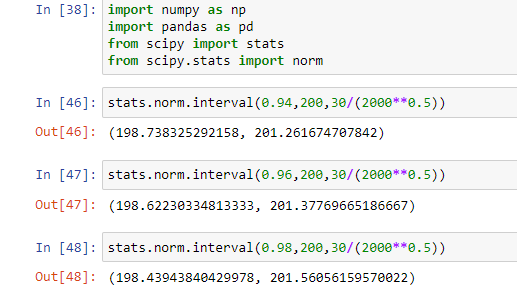 In [38]: import numpy as np
import pandas as pd
from scipy import stats
from scipy.stats import norm
In [46]: stats.norm.interval(0.94,200,30/(2000**0.5))
Out[46]: (198.738325292158, 201.261674707842)
In [47]: stats.norm.interval(0.96,200,30/(2000**0.5))
Out[47]: (198.62230334813333, 201.37769665186667)
In [48]: stats.norm.interval(0.98,200,30/(2000**0.5))
Out[48]: (198.43943840429978, 201.56056159570022)